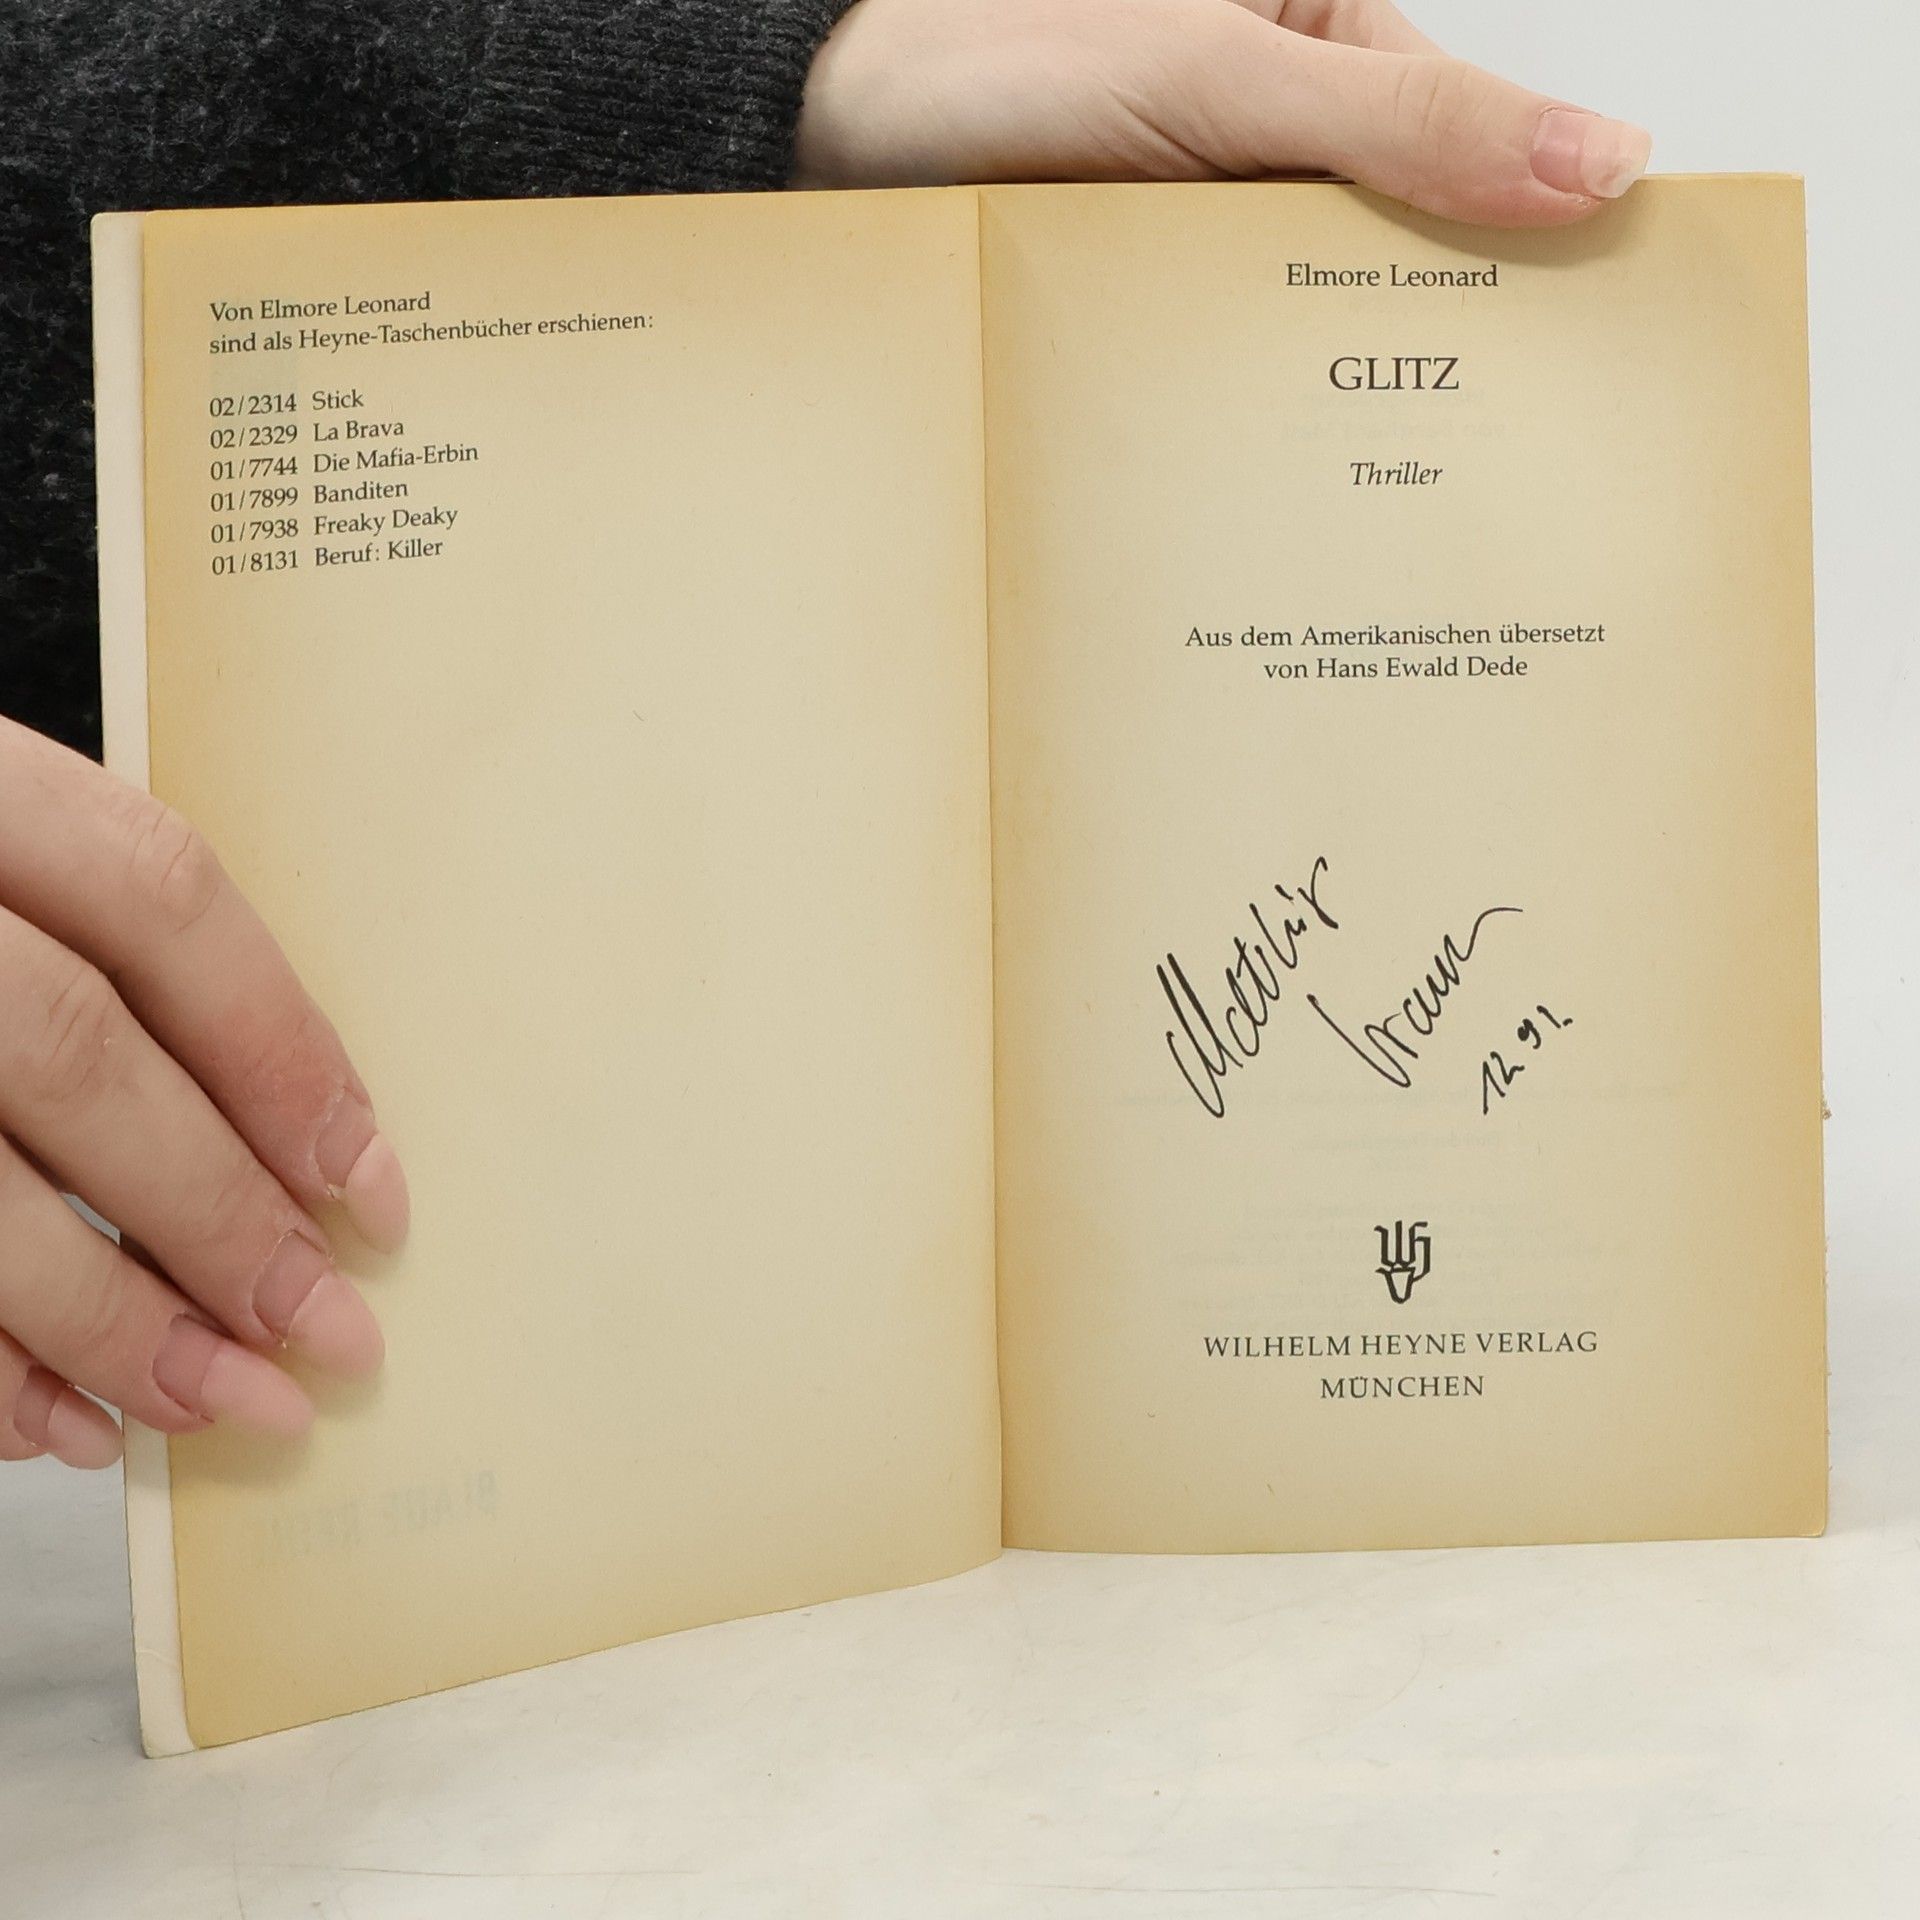 Von Elmore Leonard
sind als Heyne-Taschenbücher erschienen:
02/2314 Stick
02/2329 La Brava
01/7744 Die Mafia-Erbin
01/7899 Banditen
01/7938 Freaky Deaky
01/8131 Beruf: Killer
Elmore Leonard
GLITZ
Thriller
Aus dem Amerikanischen übersetzt
von Hans Ewald Dede
12.91.
WILHELM HEYNE VERLAG
MÜNCHEN